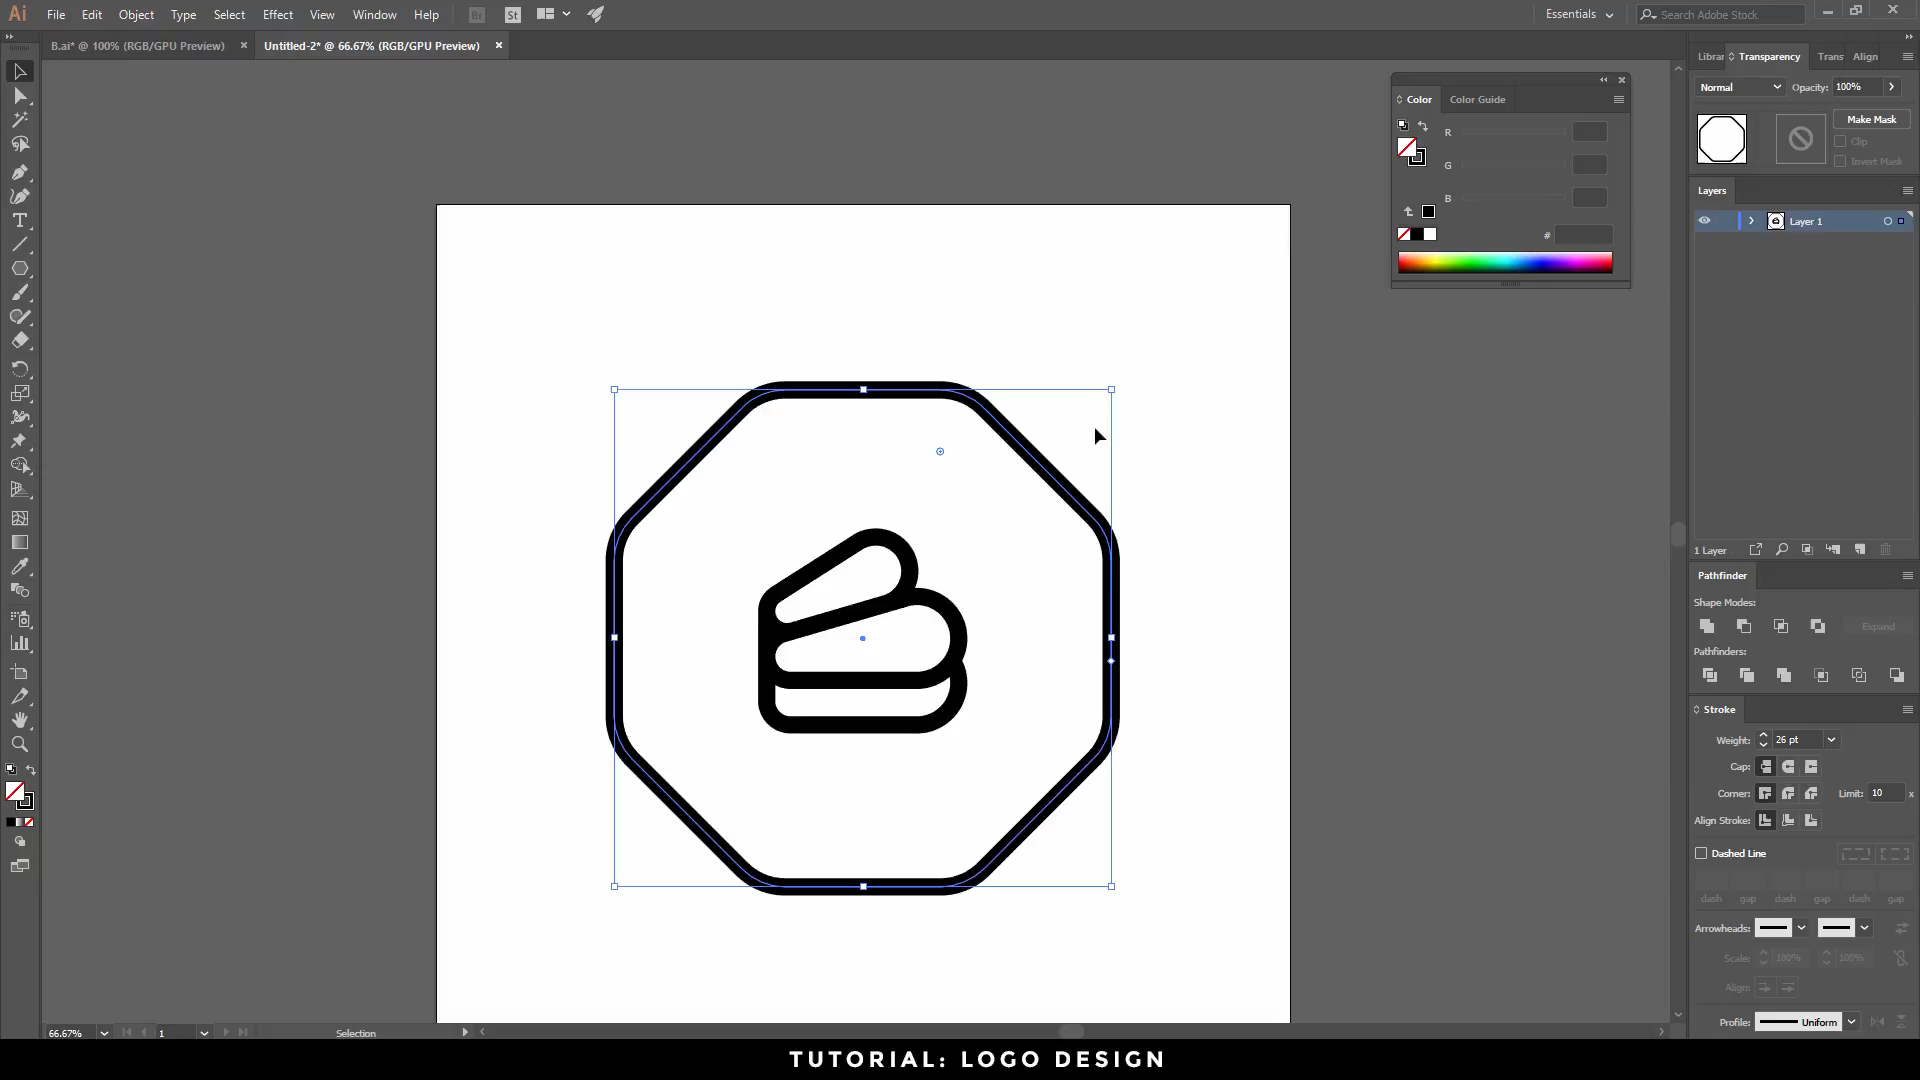 Ai File Edit Object Type Select Effect View Window Help Br St Essentials Search Adobe Stock
B.ai* @ 100% (RGB/GPU Preview) Untitled-2* @ 66.67% (RGB/GPU Preview)
Color Color Guide
R
G
B
#
Librar Transparency Trans Align
Normal Opacity: 100%
Make Mask
Clip
Invert Mask
Layers
Layer 1
1 Layer
Pathfinder
Shape Modes:
Expand
Pathfinders:
Stroke
Weight: 26 pt
Cap:
Corner: Limit: 10 x
Align Stroke:
Dashed Line
dash gap dash gap dash gap
Arrowheads:
Scale: 100% 100%
Align:
Profile: Uniform
66.67% 1 Selection
TUTORIAL: LOGO DESIGN